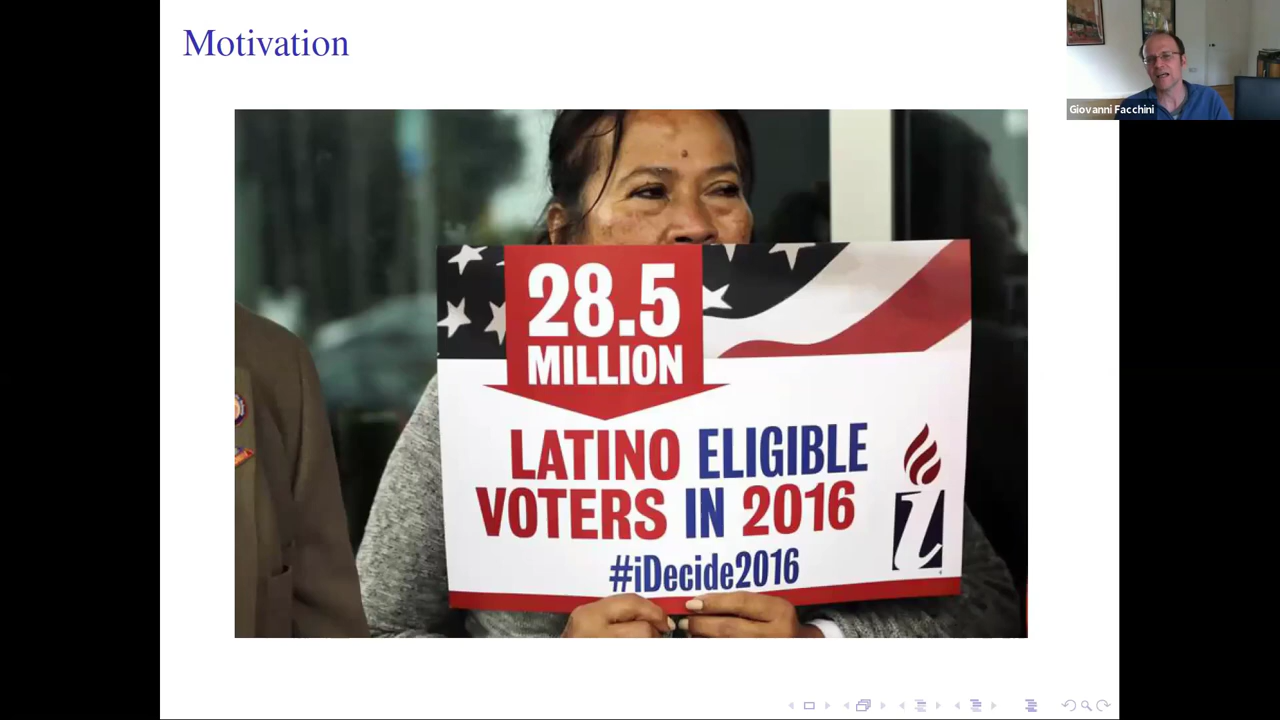 Motivation
Giovanni Facchini
28.5
MILLION
LATINO ELIGIBLE
VOTERS IN 2016
#iDecide2016
i